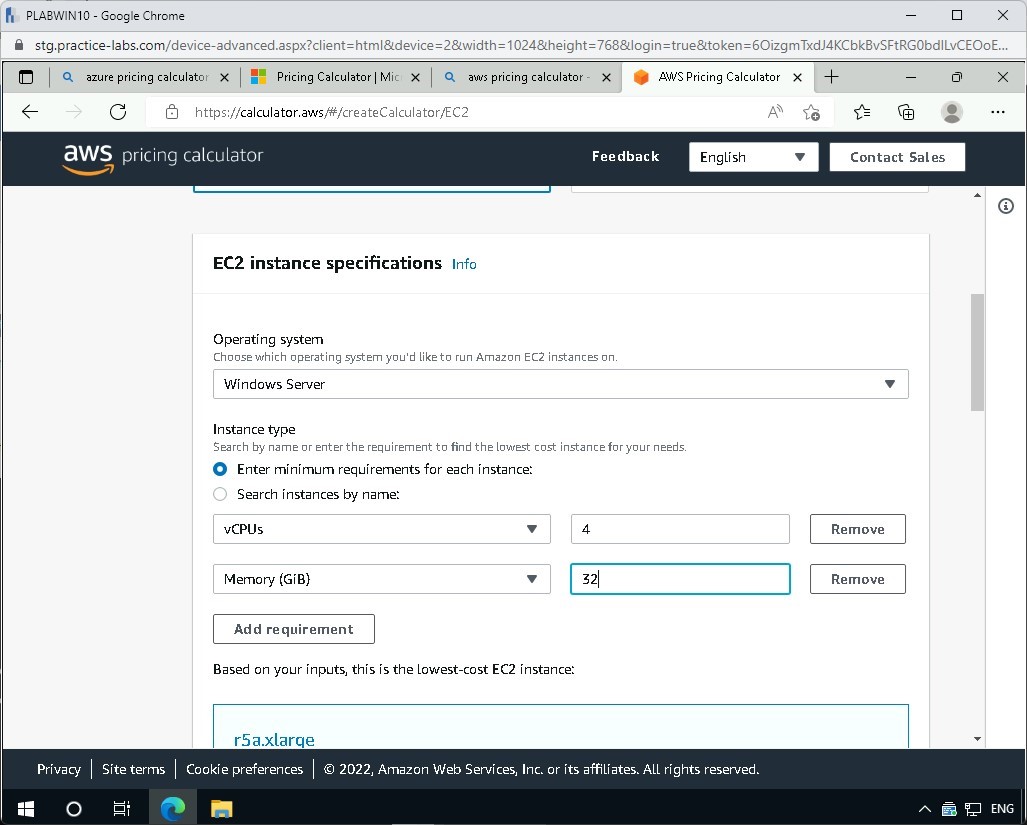 PLABWIN10 - Google Chrome
stg.practice-labs.com/device-advanced.aspx?client=html&device=2&width=1024&height=768&login=true&token=6OizgmTxdJ4KCbkBvSFtRG0bdILvCEOoE...
azure pricing calculator
Pricing Calculator | Mic
aws pricing calculator -
AWS Pricing Calculator
https://calculator.aws/#/createCalculator/EC2
aws pricing calculator
Feedback
English
Contact Sales
EC2 instance specifications Info
Operating system
Choose which operating system you'd like to run Amazon EC2 instances on.
Windows Server
Instance type
Search by name or enter the requirement to find the lowest cost instance for your needs.
Enter minimum requirements for each instance:
Search instances by name:
vCPUs 4 Remove
Memory (GiB) 32 Remove
Add requirement
Based on your inputs, this is the lowest-cost EC2 instance:
r5a.xlarge
Privacy | Site terms | Cookie preferences | © 2022, Amazon Web Services, Inc. or its affiliates. All rights reserved.
ENG